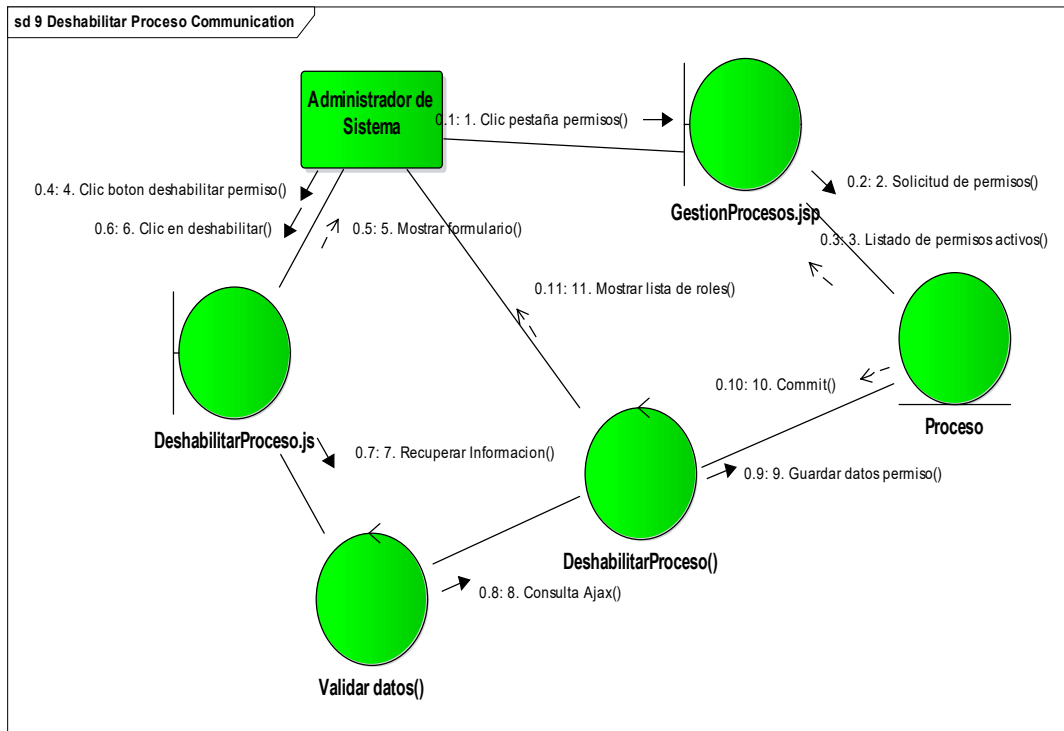 sd 9 Deshabilitar Proceso Communication
Administrador de
Sistema
0.1: 1. Clic pestaña permisos()
GestionProcesos.jsp
0.2: 2. Solicitud de permisos()
0.3: 3. Listado de permisos activos()
0.4: 4. Clic boton deshabilitar permiso()
0.6: 6. Clic en deshabilitar()
0.5: 5. Mostrar formulario()
0.11: 11. Mostrar lista de roles()
0.10: 10. Commit()
Proceso
DeshabilitarProceso.js
0.7: 7. Recuperar Informacion()
0.9: 9. Guardar datos permiso()
DeshabilitarProceso()
0.8: 8. Consulta Ajax()
Validar datos()